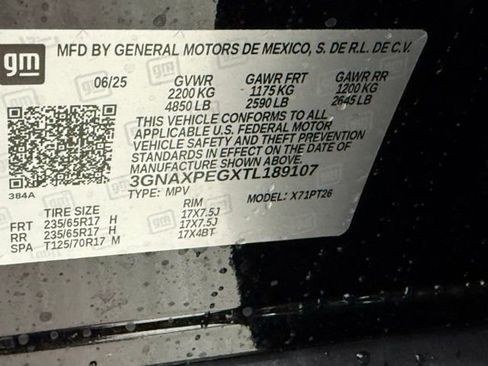 gm
MFD BY GENERAL MOTORS DE MEXICO, S. DE R.L. DE C.V.
06/25 GVWR GAWR FRT GAWR RR
2200 KG 1175 KG 1200 KG
4850 LB 2590 LB 2645 LB
THIS VEHICLE CONFORMS TO ALL
APPLICABLE U.S. FEDERAL MOTOR
VEHICLE SAFETY AND THEFT PREVENTION
STANDARDS IN EFFECT ON THE DATE OF
MANUFACTURE SHOWN ABOVE.
3GNAXPEGXTL189107
384A TYPE: MPV MODEL: X71PT26
TIRE SIZE RIM
FRT 235/65R17 H 17X7.5J
RR 235/65R17 H 17X7.5J
SPA T125/70R17 M 17X4BT